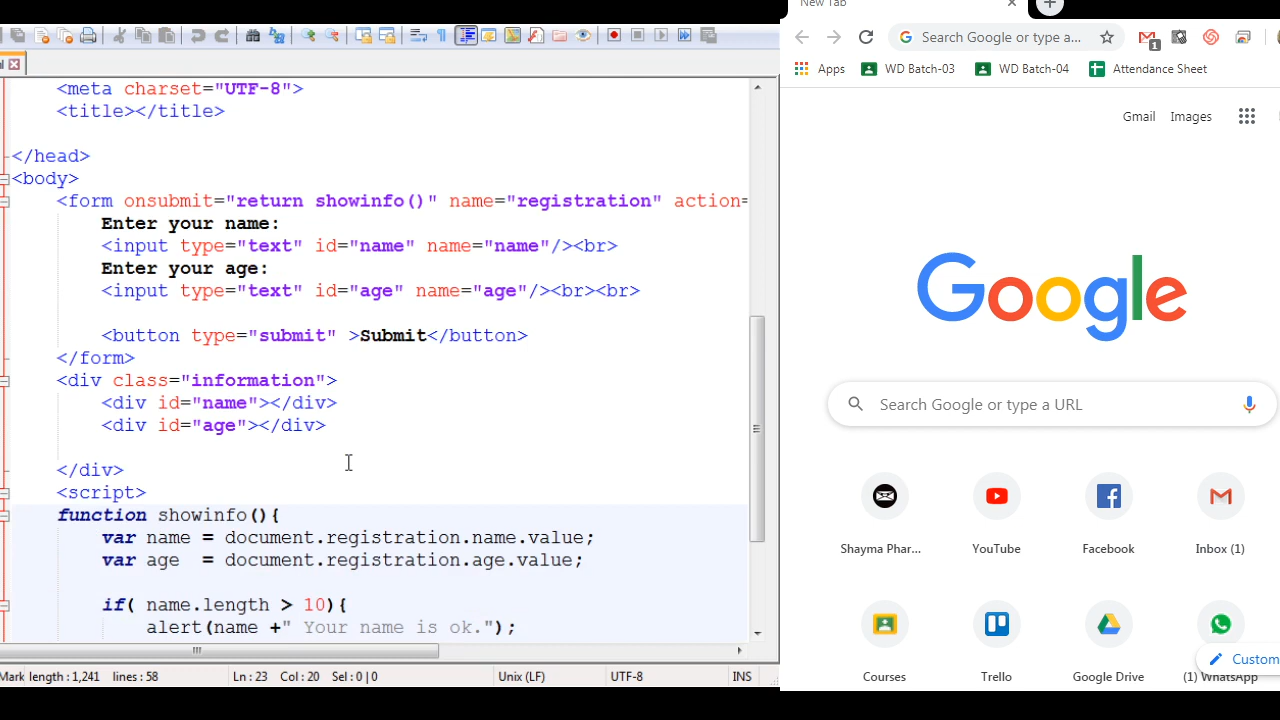 <meta charset="UTF-8">
<title></title>
</head>
<body>
<form onsubmit="return showinfo()" name="registration" action=
Enter your name:
<input type="text" id="name" name="name"/><br>
Enter your age:
<input type="text" id="age" name="age"/><br><br>
<button type="submit" >Submit</button>
</form>
<div class="information">
<div id="name"></div>
<div id="age"></div>
</div>
<script>
function showinfo(){
var name = document.registration.name.value;
var age  = document.registration.age.value;
if( name.length > 10){
alert(name +" Your name is ok.");
Mark length : 1,241 lines : 58 Ln : 23 Col : 20 Sel : 0 | 0 Unix (LF) UTF-8 INS
New Tab
Search Google or type a...
1
Apps WD Batch-03 WD Batch-04 Attendance Sheet
Gmail Images
Google
Search Google or type a URL
Shayma Phar... YouTube Facebook Inbox (1)
Courses Trello Google Drive (1) WhatsApp
Custom